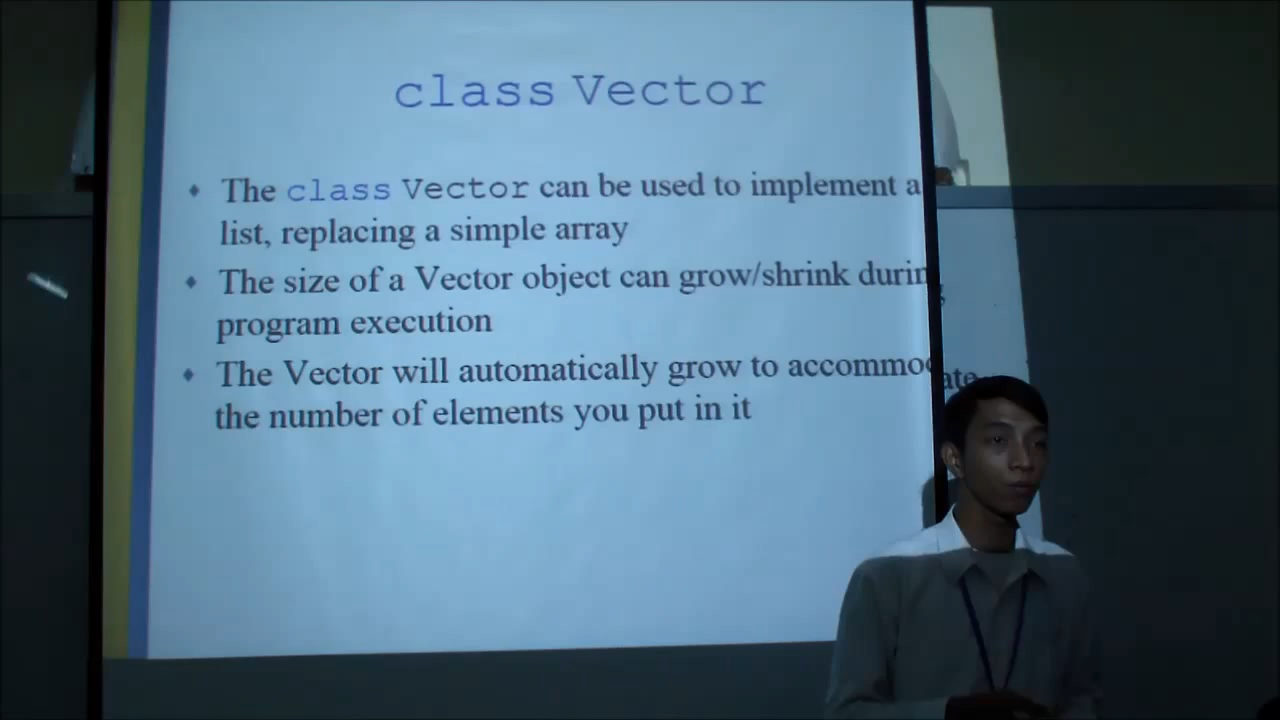 class Vector
The class Vector can be used to implement a
list, replacing a simple array
The size of a Vector object can grow/shrink during
program execution
The Vector will automatically grow to accommodate
the number of elements you put in it